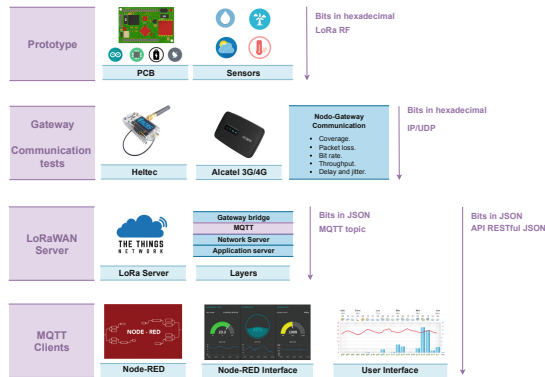 Prototype
PCB
Sensors
Bits in hexadecimal
LoRa RF
Gateway
Communication
tests
Heltec
Alcatel 3G/4G
Nodo-Gateway
Communication
• Coverage.
• Packet loss.
• Bit rate.
• Throughput.
• Delay and jitter.
Bits in hexadecimal
IP/UDP
LoRaWAN
Server
THE THINGS
NETWORK
LoRa Server
Gateway bridge
MQTT
Network Server
Application server
Layers
Bits in JSON
MQTT topic
Bits in JSON
API RESTful JSON
MQTT
Clients
NODE - RED
Node-RED
Node-RED Interface
User Interface